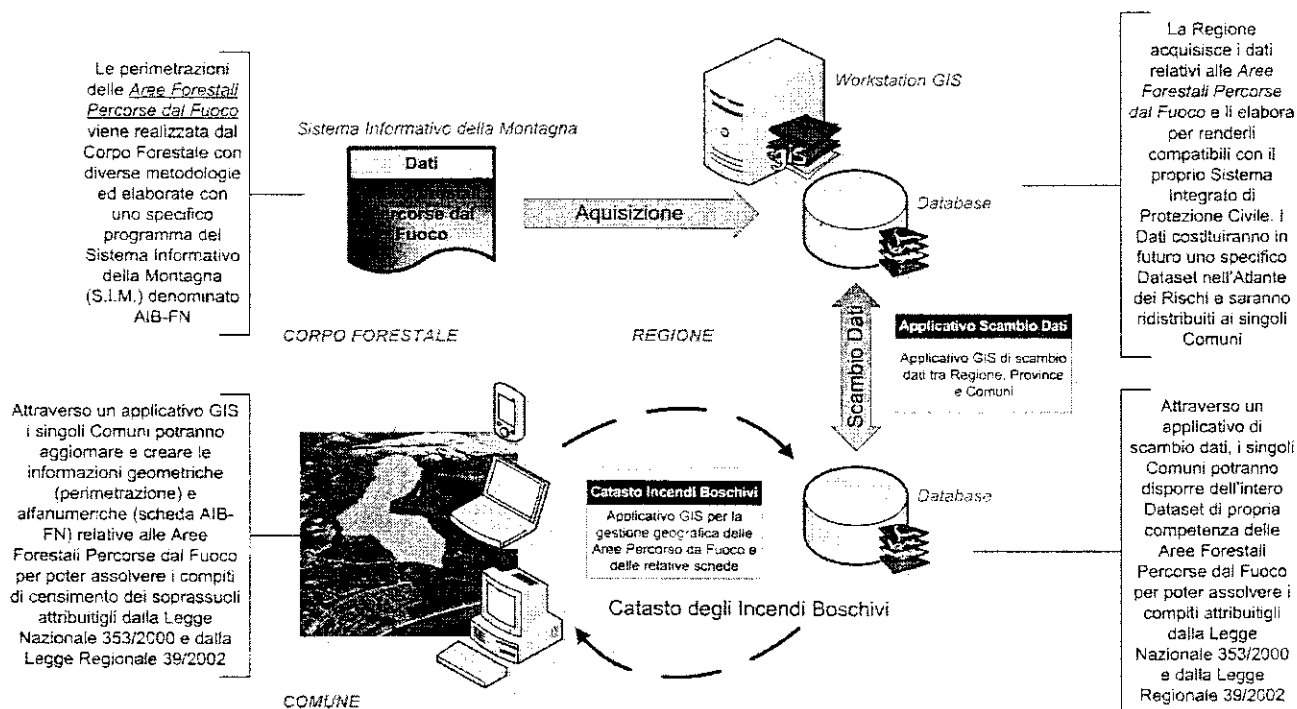 Le perimetrazioni
delle Aree Forestali
Percorse dal Fuoco
viene realizzata dal
Corpo Forestale con
diverse metodologie
ed elaborate con
uno specifico
programma del
Sistema Informativo
della Montagna
(S.I.M.) denominato
AIB-FN
Sistema Informativo della Montagna
Dati
Percorse dal
Fuoco
CORPO FORESTALE
Aquisizione
REGIONE
Workstation GIS
GIS
Database
La Regione
acquisisce i dati
relativi alle Aree
Forestali Percorse
dal Fuoco e li elabora
per renderli
compatibili con il
proprio Sistema
integrato di
Protezione Civile. I
Dati costituiranno in
futuro uno specifico
Dataset nell'Atlante
dei Rischi e saranno
ridistribuiti ai singoli
Comuni
Scambio Dati
Applicativo Scambio Dati
Applicativo GIS di scambio
dati tra Regione, Province
e Comuni
Attraverso un applicativo GIS
i singoli Comuni potranno
aggiornare e creare le
informazioni geometriche
(perimetrazione) e
alfanumeriche (scheda AIB-
FN) relative alle Aree
Forestali Percorse dal Fuoco
per poter assolvere i compiti
di censimento dei soprassuoli
attribuitigli dalla Legge
Nazionale 353/2000 e dalla
Legge Regionale 39/2002
COMUNE
Catasto Incendi Boschivi
Applicativo GIS per la
gestione geografica delle
Aree Percorso da Fuoco e
delle relative schede
Catasto degli Incendi Boschivi
Database
Attraverso un
applicativo di
scambio dati, i singoli
Comuni potranno
disporre dell'intero
Dataset di propria
competenza delle
Aree Forestali
Percorse dal Fuoco
per poter assolvere i
compiti attribuitigli
dalla Legge
Nazionale 353/2000
e dalla Legge
Regionale 39/2002